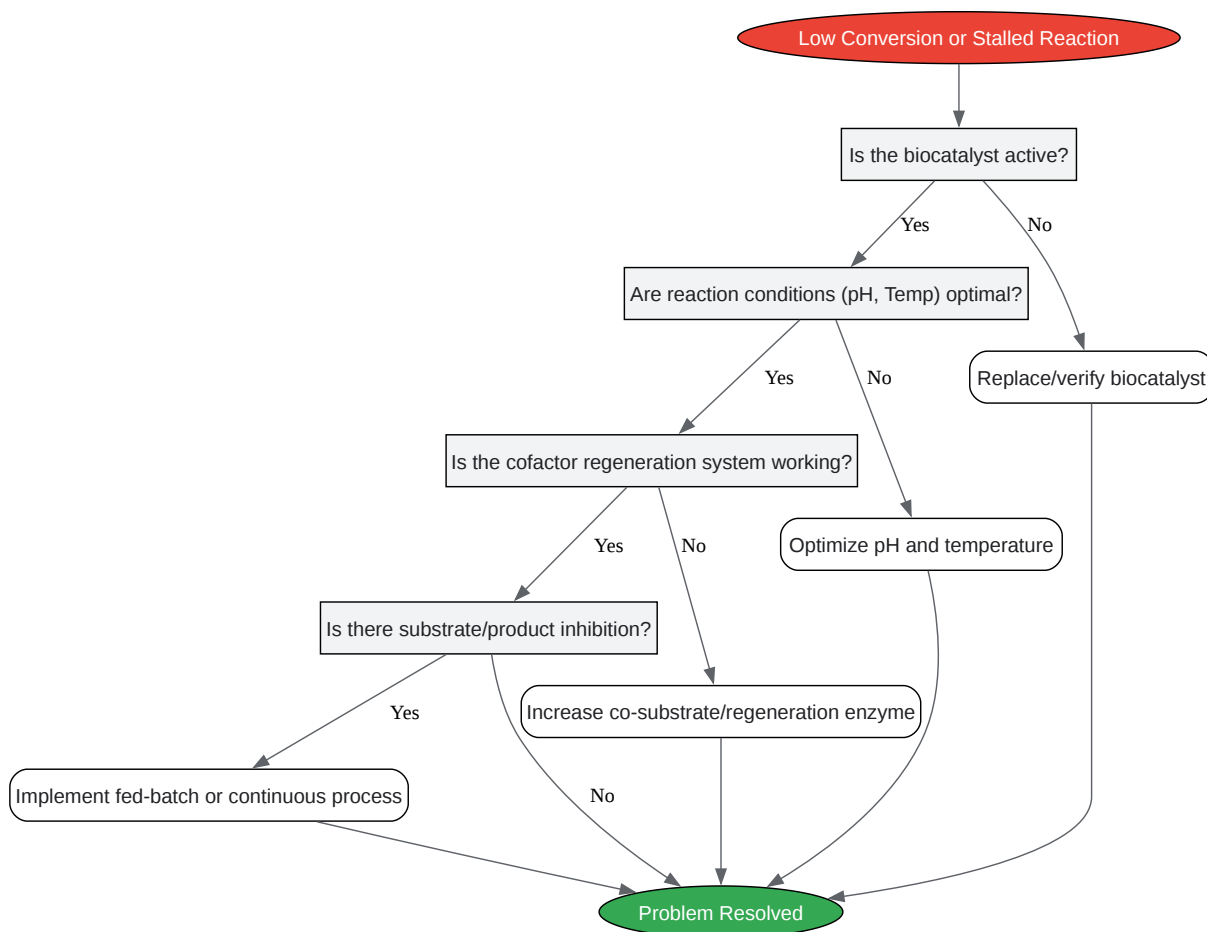 Low Conversion or Stalled Reaction
Is the biocatalyst active?
Yes
No
Are reaction conditions (pH, Temp) optimal?
Yes
No
Replace/verify biocatalyst
Is the cofactor regeneration system working?
Yes
No
Optimize pH and temperature
Is there substrate/product inhibition?
Yes
Increase co-substrate/regeneration enzyme
Implement fed-batch or continuous process
No
Problem Resolved